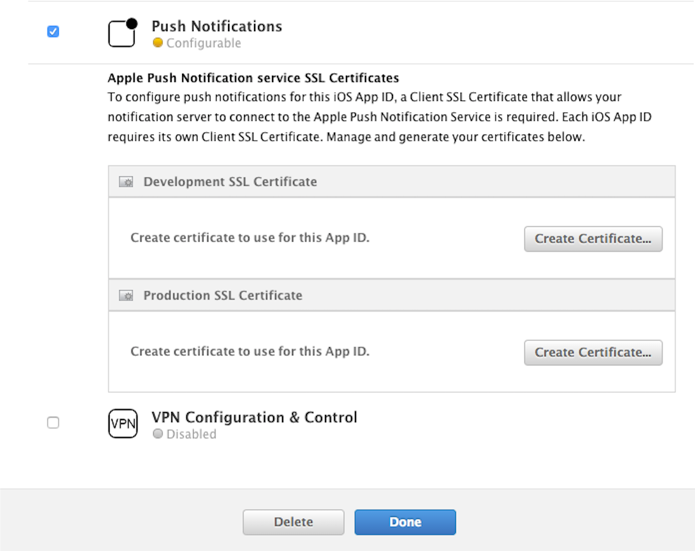 Push Notifications
Configurable
Apple Push Notification service SSL Certificates
To configure push notifications for this iOS App ID, a Client SSL Certificate that allows your
notification server to connect to the Apple Push Notification Service is required. Each iOS App ID
requires its own Client SSL Certificate. Manage and generate your certificates below.
Development SSL Certificate
Create certificate to use for this App ID.
Create Certificate...
Production SSL Certificate
Create certificate to use for this App ID.
Create Certificate...
VPN
VPN Configuration & Control
Disabled
Delete
Done